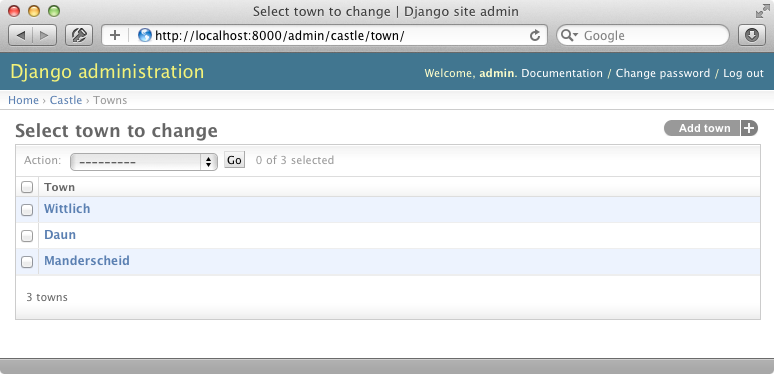 Select town to change | Django site admin
http://localhost:8000/admin/castle/town/
Google
Django administration
Welcome, admin. Documentation / Change password / Log out
Home › Castle › Towns
Select town to change
Add town
Action: --------- Go 0 of 3 selected
Town
Wittlich
Daun
Manderscheid
3 towns